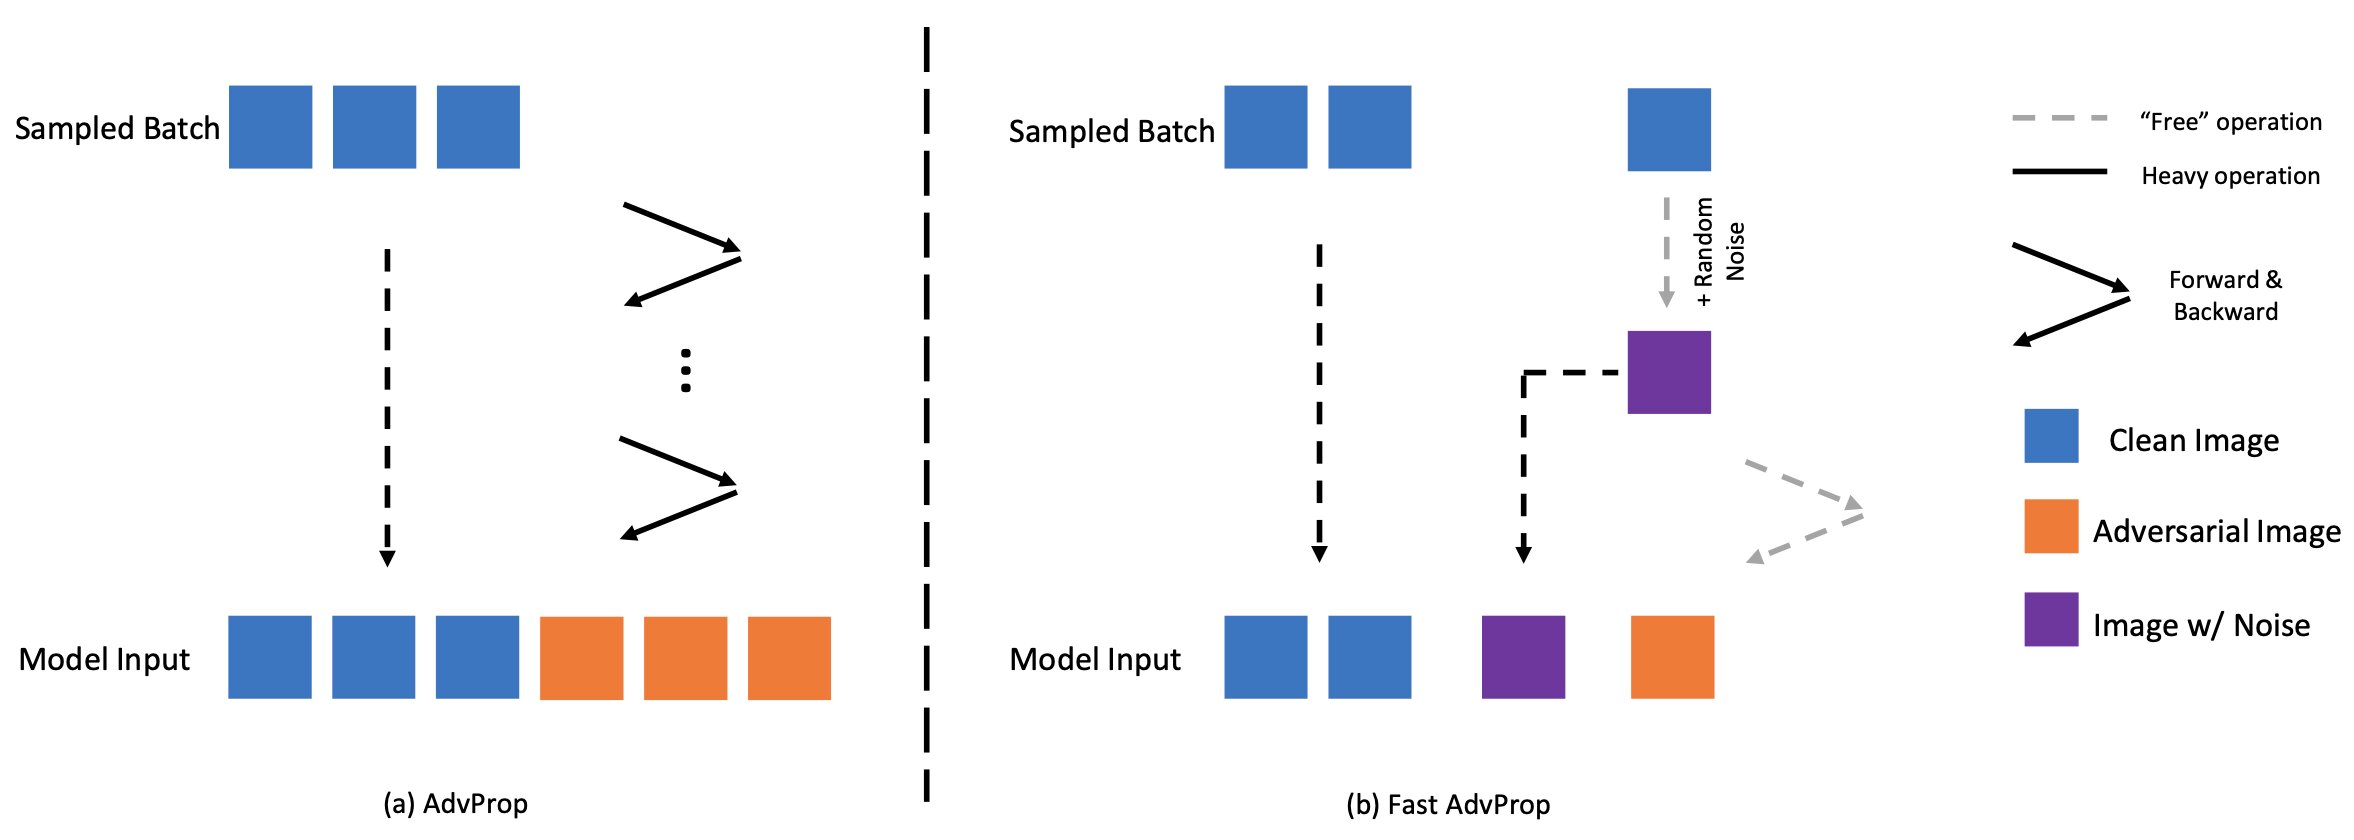 Sampled Batch
Model Input
(a) AdvProp
Sampled Batch
+ Random
Noise
Model Input
(b) Fast AdvProp
“Free” operation
Heavy operation
Forward &
Backward
Clean Image
Adversarial Image
Image w/ Noise